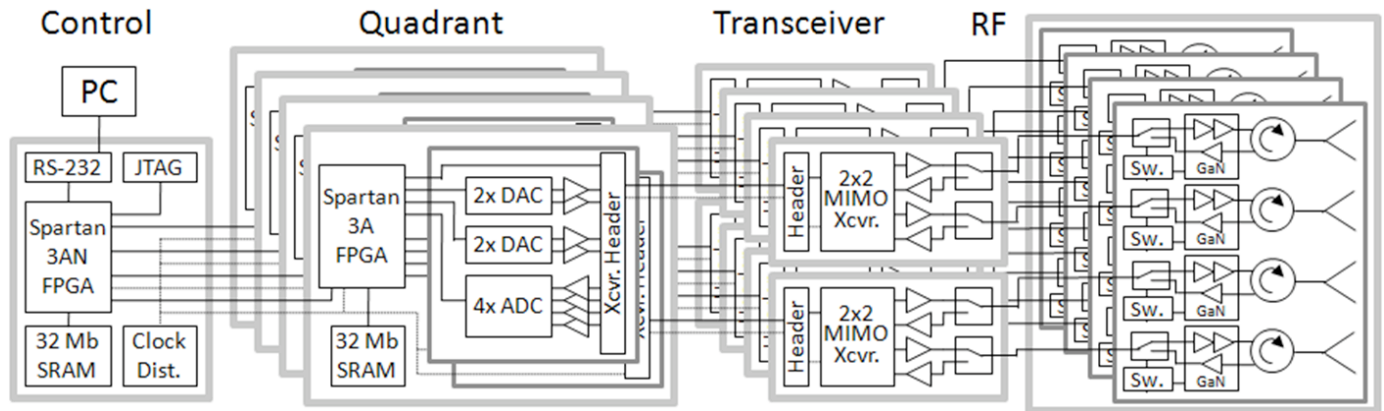 Control
Quadrant
Transceiver
RF
PC
RS-232
JTAG
Spartan
3AN
FPGA
32 Mb
SRAM
Clock
Dist.
Spartan
3A
FPGA
32 Mb
SRAM
2x DAC
2x DAC
4x ADC
Xcvr. Header
Xcvr. Header
Header
2x2
MIMO
Xcvr.
Header
2x2
MIMO
Xcvr.
Sw.
GaN
Sw.
GaN
Sw.
GaN
Sw.
GaN